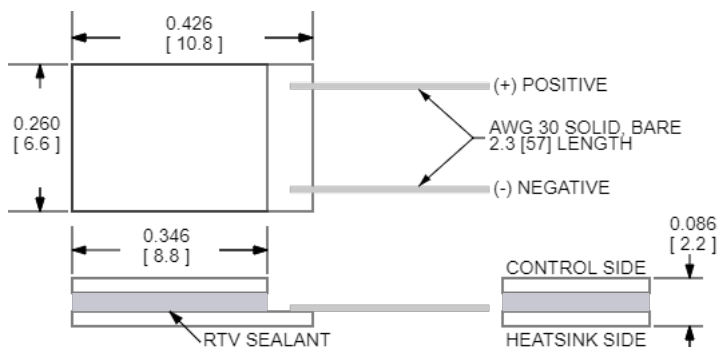 0.426
[ 10.8 ]
(+) POSITIVE
0.260
[ 6.6 ]
AWG 30 SOLID, BARE
2.3 [57] LENGTH
(-) NEGATIVE
0.346
[ 8.8 ]
0.086
[ 2.2 ]
CONTROL SIDE
RTV SEALANT
HEATSINK SIDE